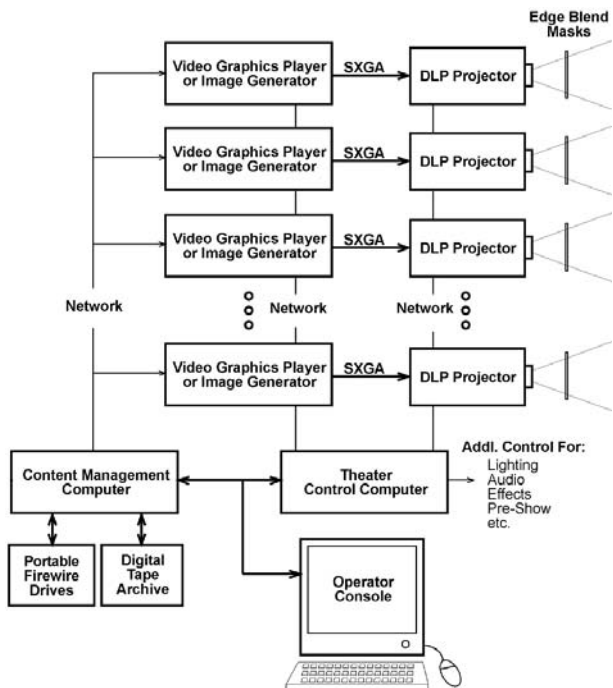 Edge Blend
Masks
Video Graphics Player
or Image Generator
SXGA
DLP Projector
Video Graphics Player
or Image Generator
SXGA
DLP Projector
Video Graphics Player
or Image Generator
SXGA
DLP Projector
Network
Network
Network
Video Graphics Player
or Image Generator
SXGA
DLP Projector
Content Management
Computer
Theater
Control Computer
Addl. Control For:
Lighting
Audio
Effects
Pre-Show
etc.
Portable
Firewire
Drives
Digital
Tape
Archive
Operator
Console